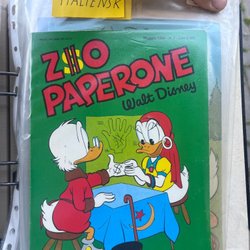 ITALIENSK
ZIO
PAPERONE
Walt Disney